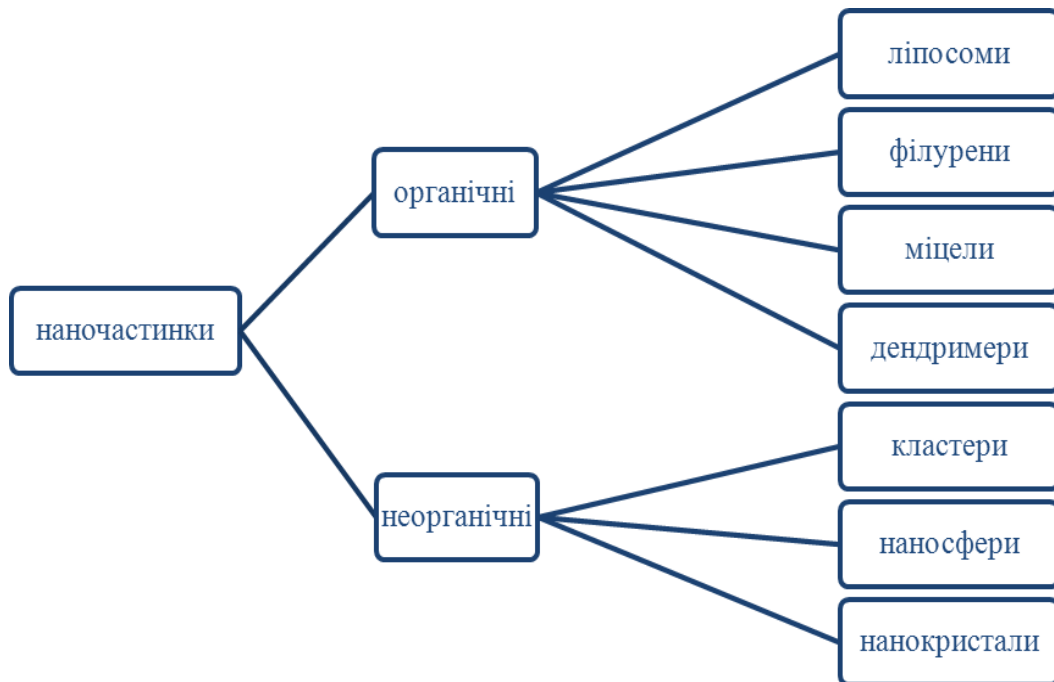 наночастинки
органічні
ліпосоми
філурени
міцели
дендримери
неорганічні
кластери
наносфери
нанокристали